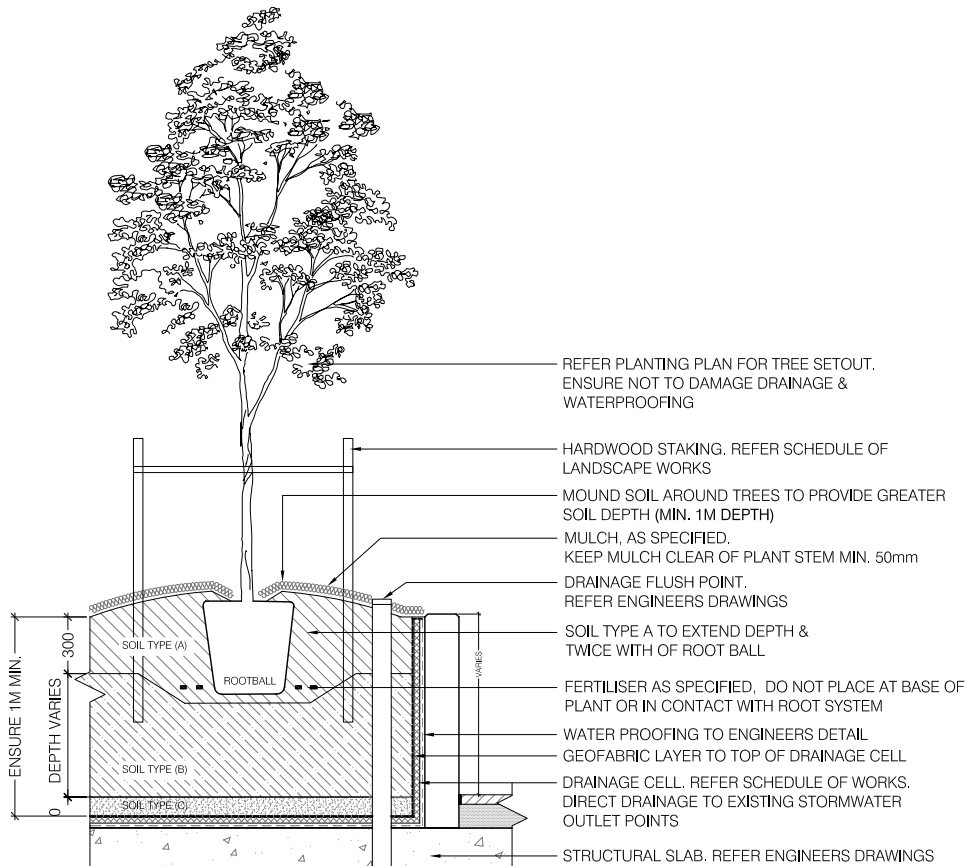 REFER PLANTING PLAN FOR TREE SETOUT.
ENSURE NOT TO DAMAGE DRAINAGE &
WATERPROOFING
HARDWOOD STAKING. REFER SCHEDULE OF
LANDSCAPE WORKS
MOUND SOIL AROUND TREES TO PROVIDE GREATER
SOIL DEPTH (MIN. 1M DEPTH)
MULCH, AS SPECIFIED.
KEEP MULCH CLEAR OF PLANT STEM MIN. 50mm
DRAINAGE FLUSH POINT.
REFER ENGINEERS DRAWINGS
SOIL TYPE A TO EXTEND DEPTH &
TWICE WITH OF ROOT BALL
FERTILISER AS SPECIFIED, DO NOT PLACE AT BASE OF
PLANT OR IN CONTACT WITH ROOT SYSTEM
WATER PROOFING TO ENGINEERS DETAIL
GEOFABRIC LAYER TO TOP OF DRAINAGE CELL
DRAINAGE CELL. REFER SCHEDULE OF WORKS.
DIRECT DRAINAGE TO EXISTING STORMWATER
OUTLET POINTS
STRUCTURAL SLAB. REFER ENGINEERS DRAWINGS
ENSURE 1M MIN.
300
DEPTH VARIES
0
SOIL TYPE (A)
ROOTBALL
SOIL TYPE (B)
SOIL TYPE (C)
VARIES